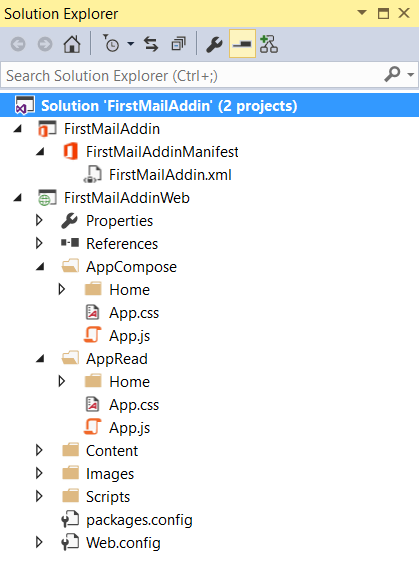 Solution Explorer
Search Solution Explorer (Ctrl+;)
Solution 'FirstMailAddin' (2 projects)
FirstMailAddin
FirstMailAddinManifest
FirstMailAddin.xml
FirstMailAddinWeb
Properties
References
AppCompose
Home
App.css
App.js
AppRead
Home
App.css
App.js
Content
Images
Scripts
packages.config
Web.config